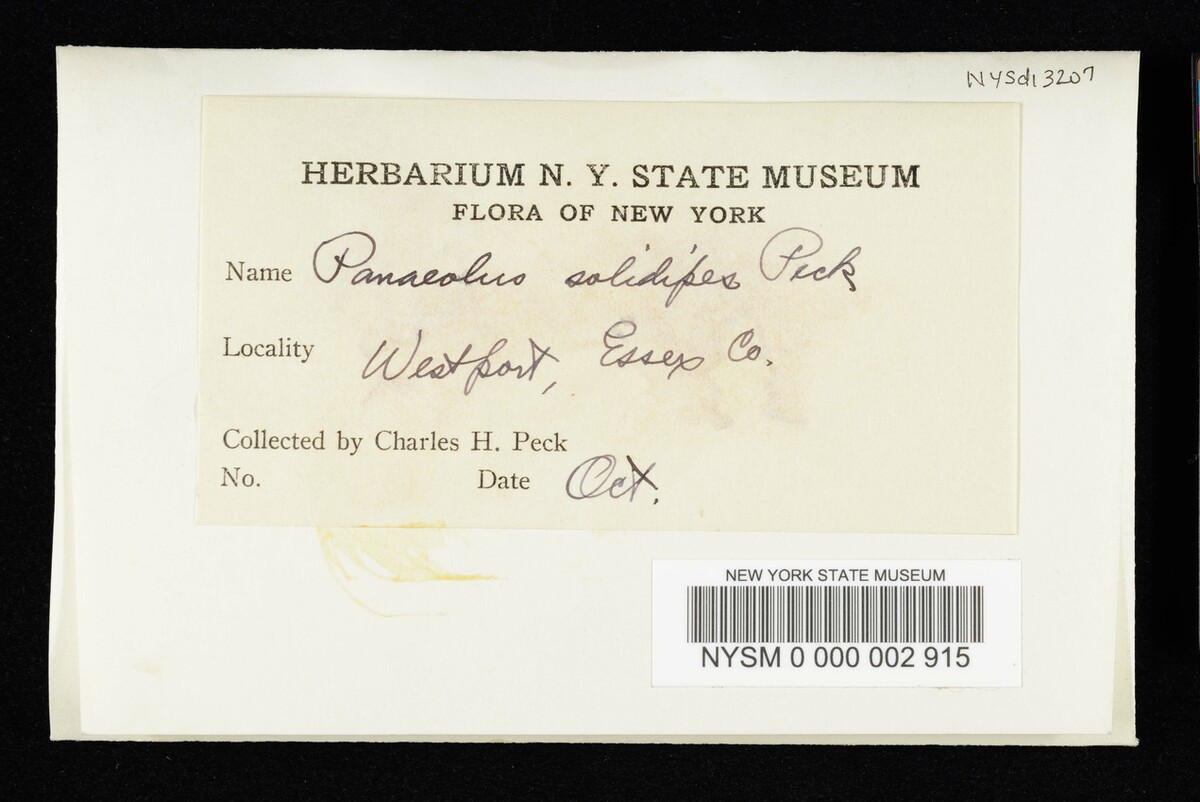 NYSd13207
HERBARIUM N. Y. STATE MUSEUM
FLORA OF NEW YORK
Name Panaeolus solidipes Peck
Locality Westport, Essex Co.
Collected by Charles H. Peck
No. Date Oct.
NEW YORK STATE MUSEUM
NYSM 0 000 002 915